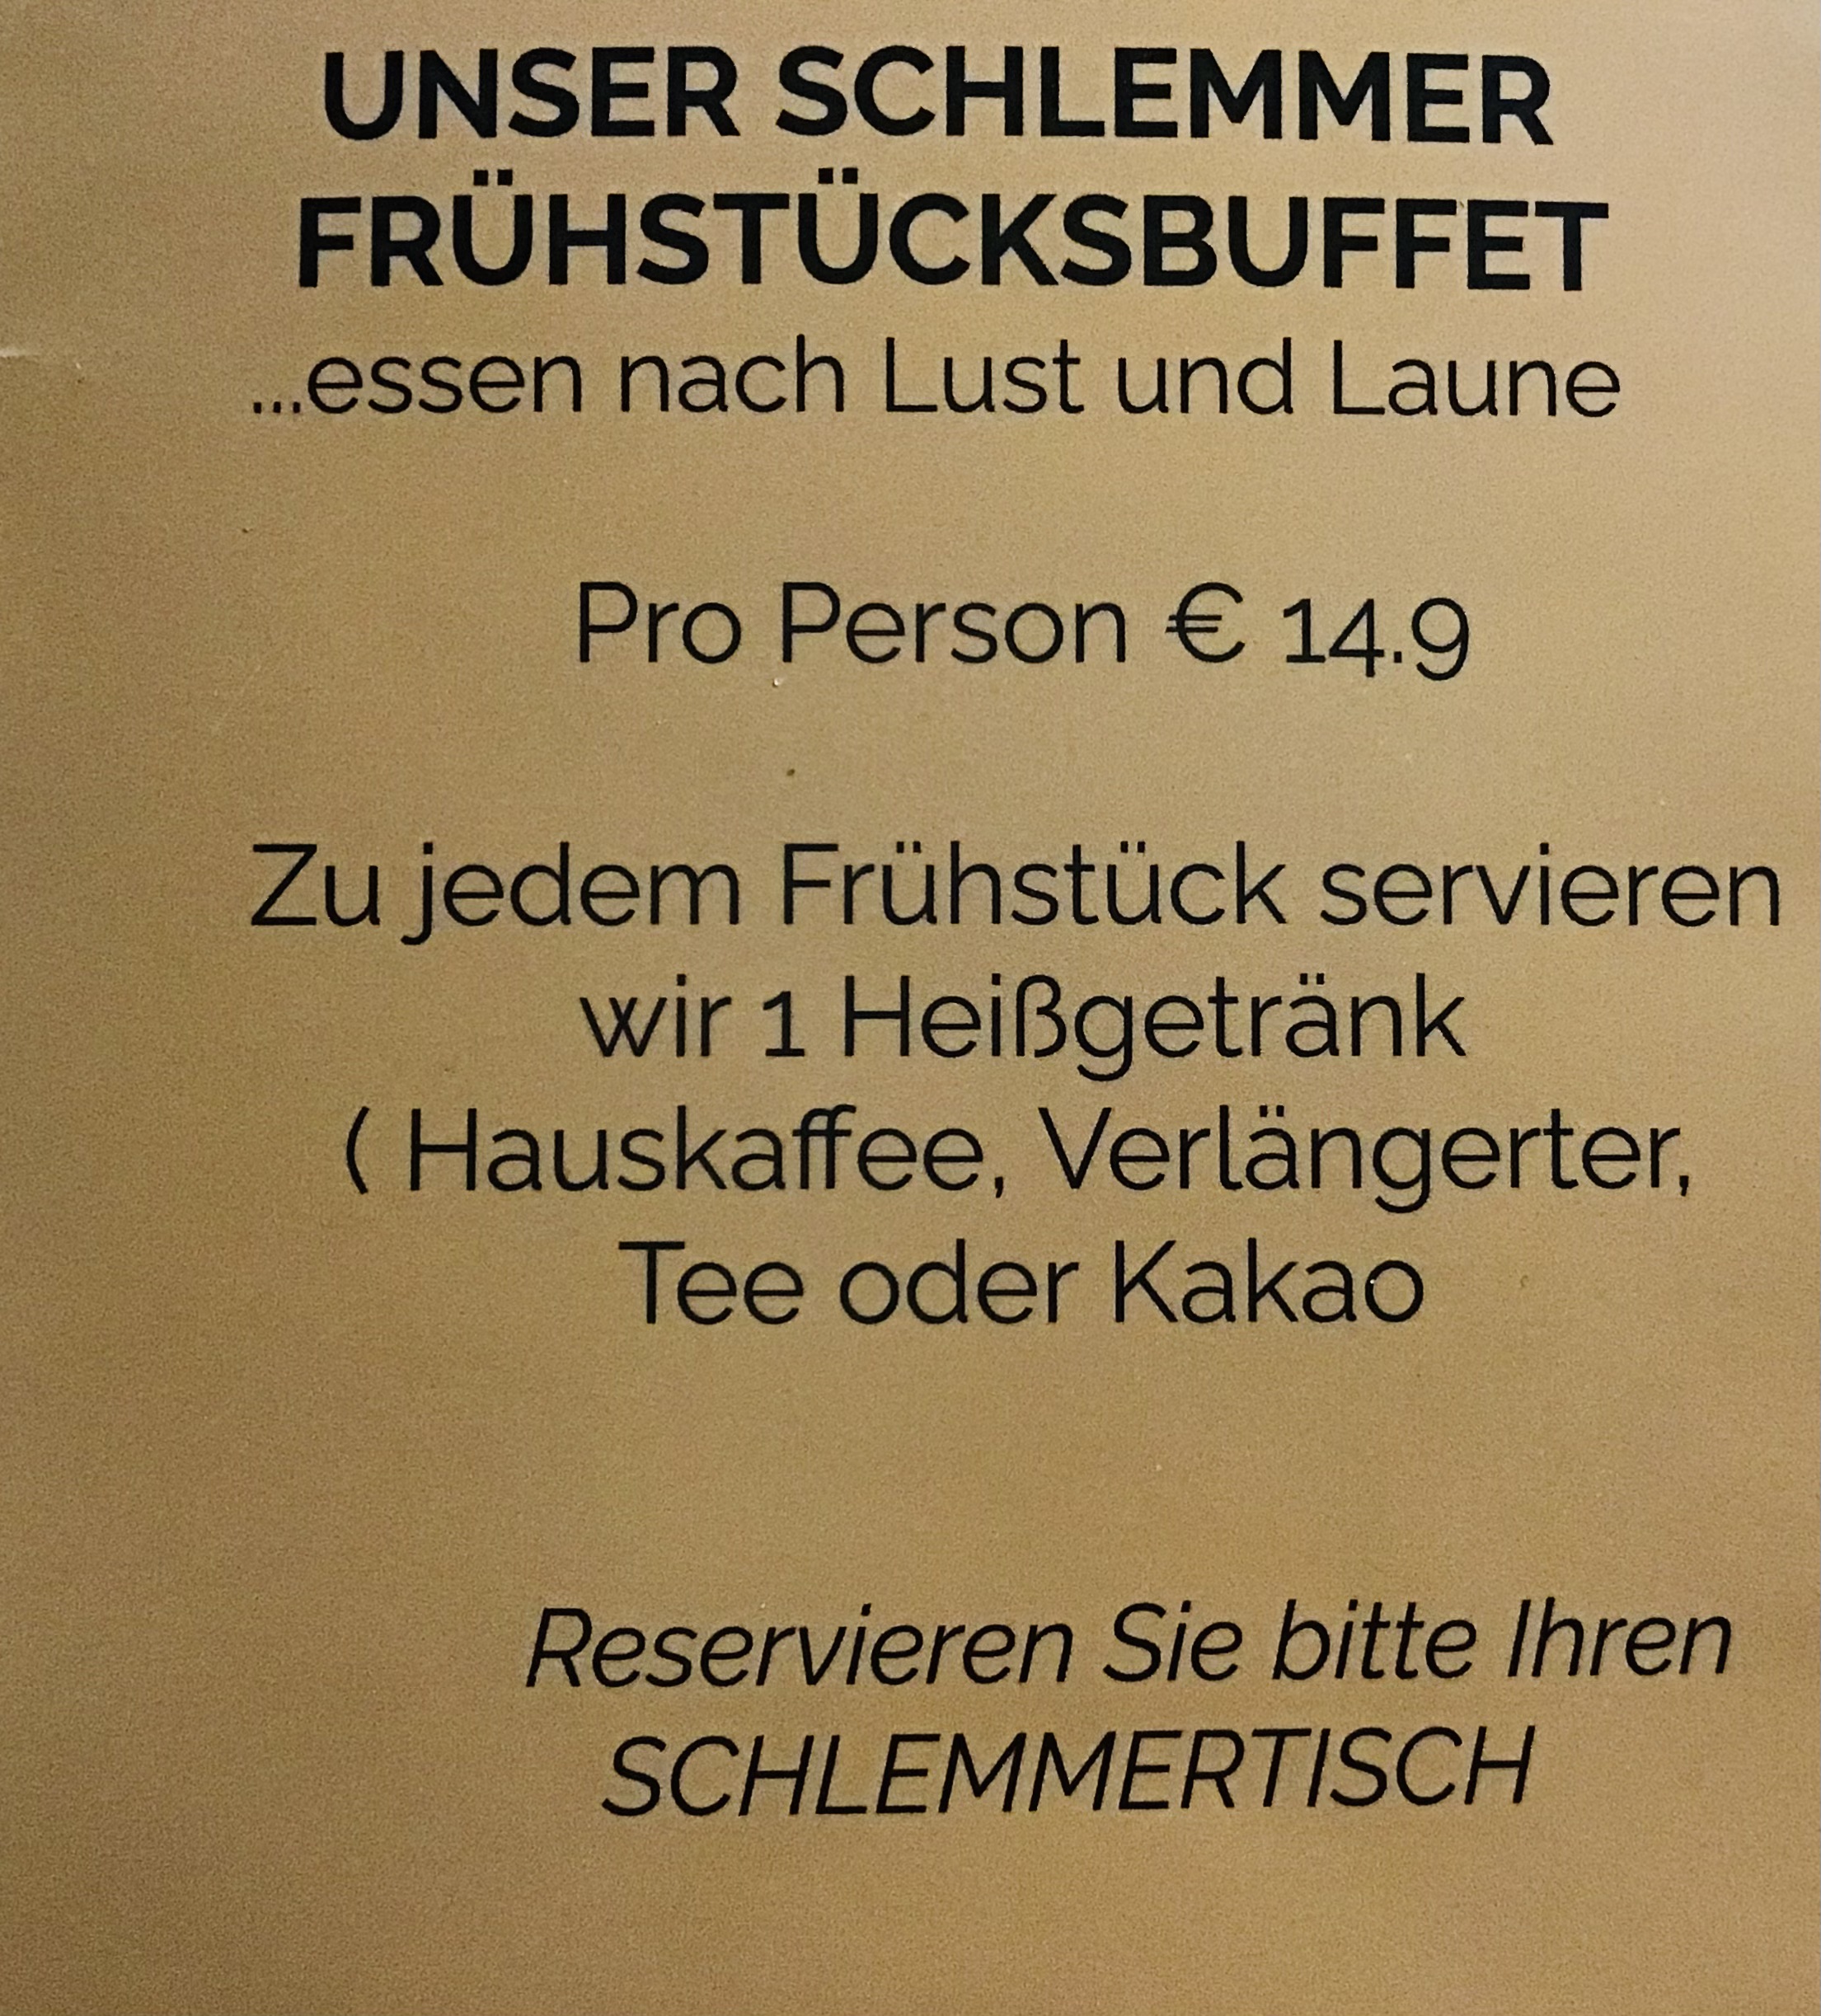 UNSER SCHLEMMER
FRÜHSTÜCKSBUFFET
...essen nach Lust und Laune
Pro Person € 14.9
Zu jedem Frühstück servieren
wir 1 Heißgetränk
( Hauskaffee, Verlängerter,
Tee oder Kakao
Reservieren Sie bitte Ihren
SCHLEMMERTISCH